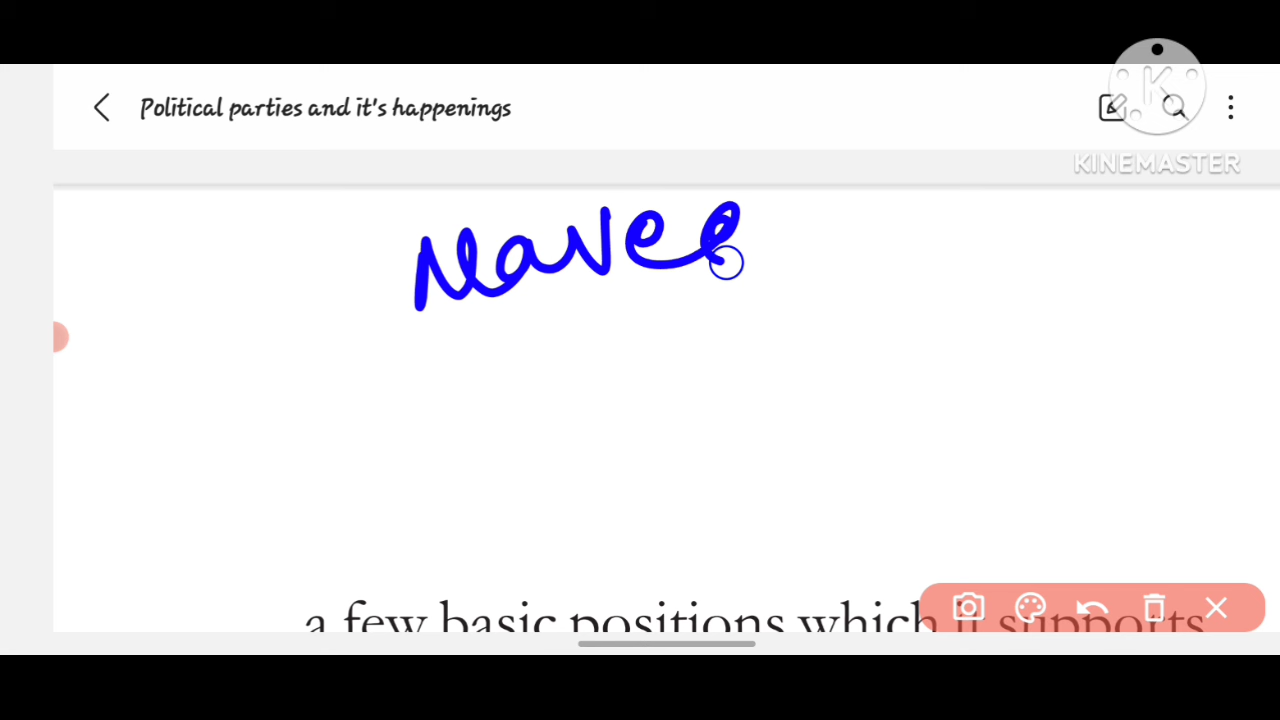 Political parties and it's happenings
KINEMASTER
Navee
a few basic positions which it supports